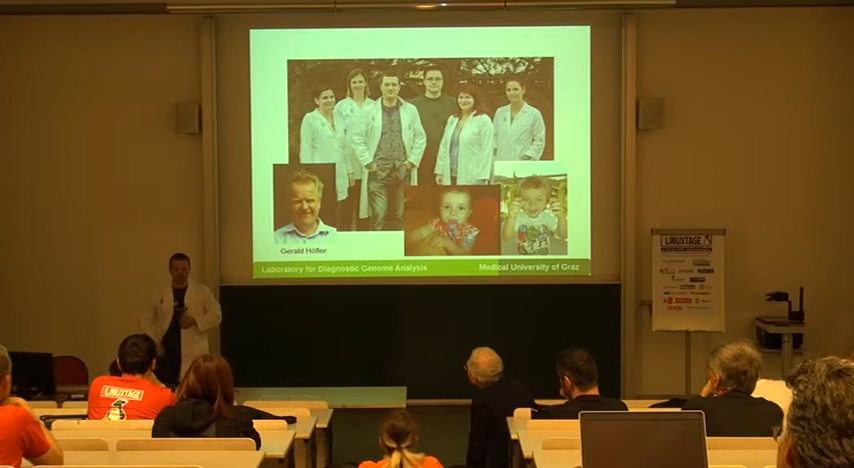 Gerald Höfler
Laboratory for Diagnostic Genome Analysis
Medical University of Graz
LINUXTAGE
LINUXTAGE